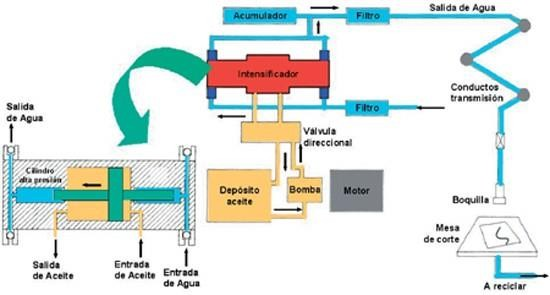 Acumulador
Filtro
Salida de Agua
Intensificador
Conductos
transmisión
Filtro
Salida
de Agua
Válvula
direccional
Cilindro
alta presión
Depósito
aceite
Bomba
Motor
Boquilla
Mesa
de corte
Salida
de Aceite
Entrada
de Aceite
Entrada
de Agua
A reciclar